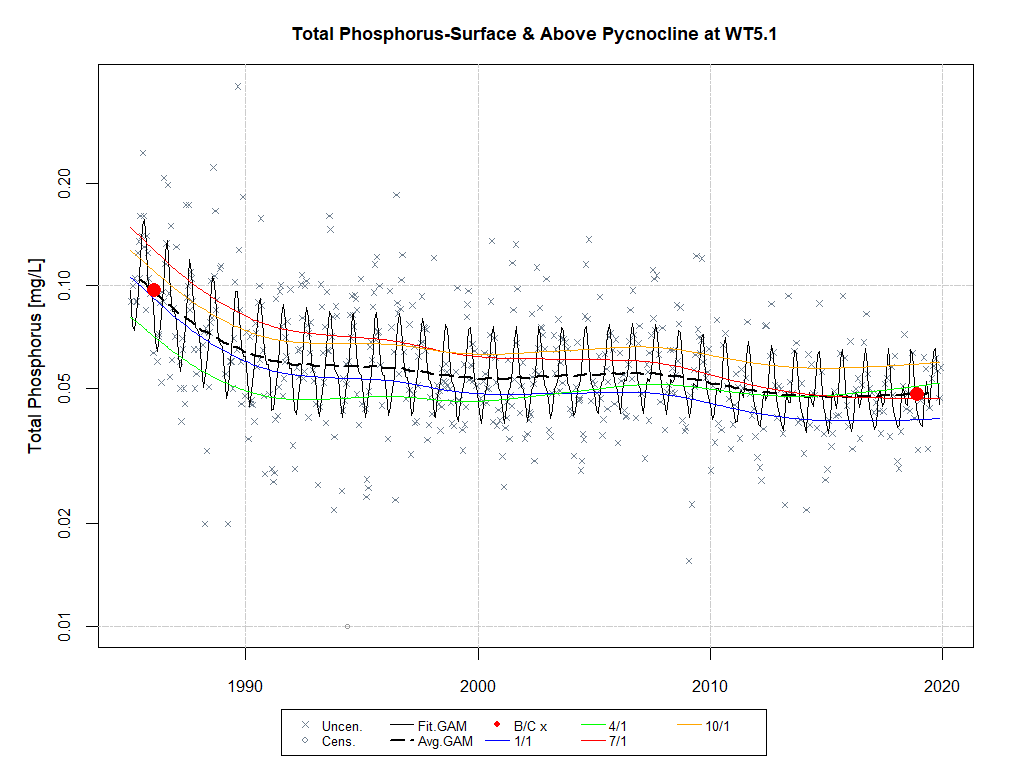 Total Phosphorus-Surface & Above Pycnocline at WT5.1
Total Phosphorus [mg/L]
0.20
0.10
0.05
0.02
0.01
1990 2000 2010 2020
Uncen. Fit.GAM B/C x 4/1 10/1
Cens. Avg.GAM 1/1 7/1